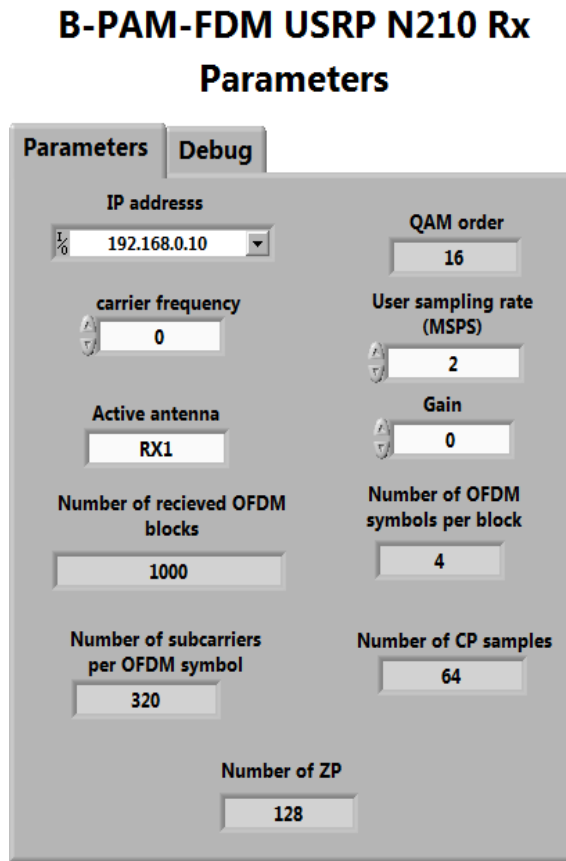 B-PAM-FDM USRP N210 Rx
Parameters
Parameters
Debug
IP addresss
I/O
192.168.0.10
QAM order
16
carrier frequency
0
User sampling rate
(MSPS)
2
Active antenna
RX1
Gain
0
Number of recieved OFDM
blocks
1000
Number of OFDM
symbols per block
4
Number of subcarriers
per OFDM symbol
320
Number of CP samples
64
Number of ZP
128